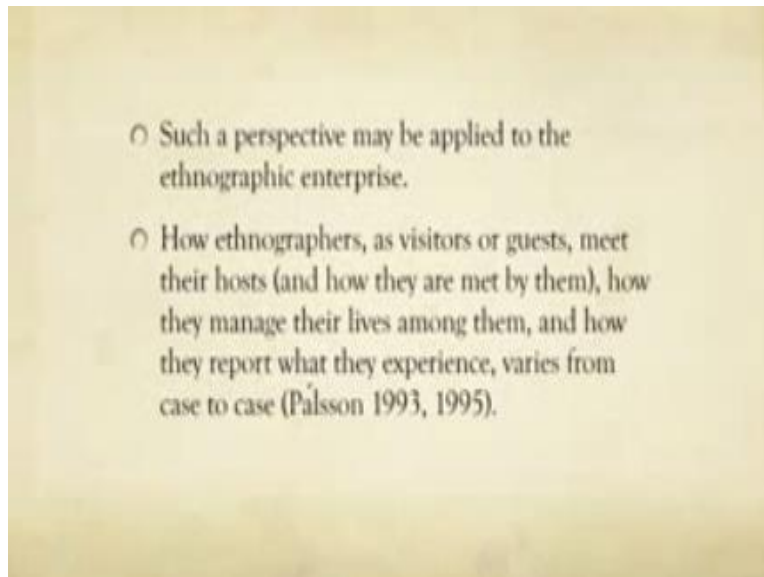 Such a perspective may be applied to the
ethnographic enterprise.
How ethnographers, as visitors or guests, meet
their hosts (and how they are met by them), how
they manage their lives among them, and how
they report what they experience, varies from
case to case (Pálsson 1993, 1995).